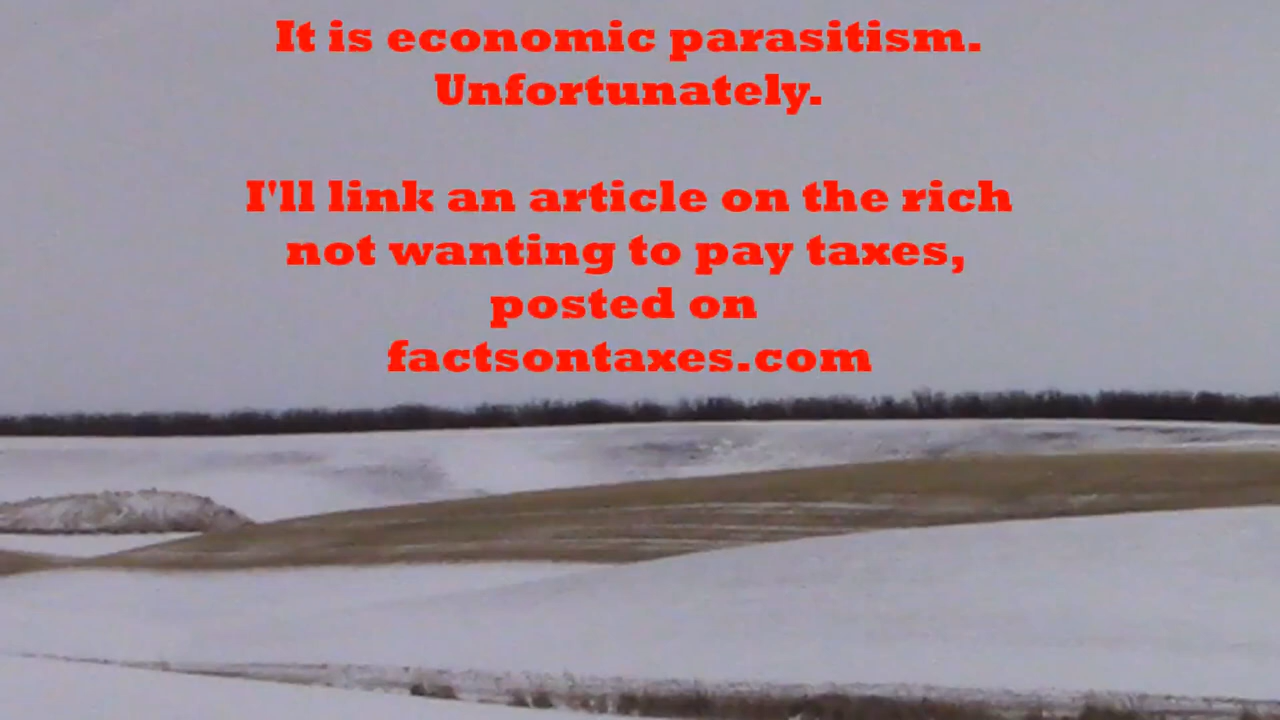 It is economic parasitism.
Unfortunately.
I'll link an article on the rich
not wanting to pay taxes,
posted on
factsontaxes.com